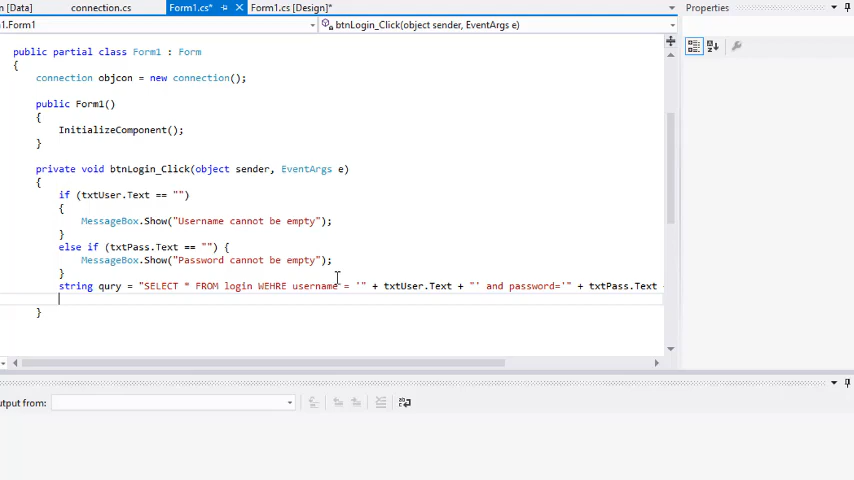 n [Data] connection.cs Form1.cs* Form1.cs [Design]* Properties
1.Form1 btnLogin_Click(object sender, EventArgs e)
public partial class Form1 : Form
{
connection objcon = new connection();
public Form1()
{
InitializeComponent();
}
private void btnLogin_Click(object sender, EventArgs e)
{
if (txtUser.Text == "")
{
MessageBox.Show("Username cannot be empty");
}
else if (txtPass.Text == "") {
MessageBox.Show("Password cannot be empty");
}
string qury = "SELECT * FROM login WEHRE username = '" + txtUser.Text + "' and password='" + txtPass.Text
}
utput from: